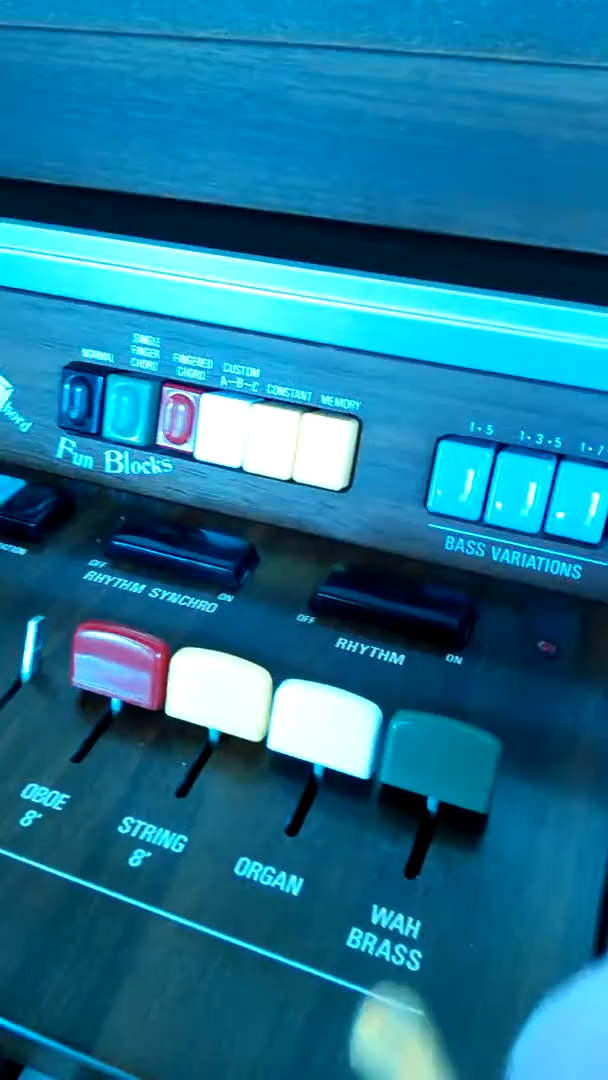 NORMAL
SINGLE
FINGER
CHORD
FINGERED
CHORD
CUSTOM
A–B–C
CONSTANT
MEMORY
Fun Blocks
1•5
1•3•5
1•7
BASS VARIATIONS
OFF
ON
RHYTHM SYNCHRO
OFF
RHYTHM
ON
OBOE
8'
STRING
8'
ORGAN
WAH
BRASS